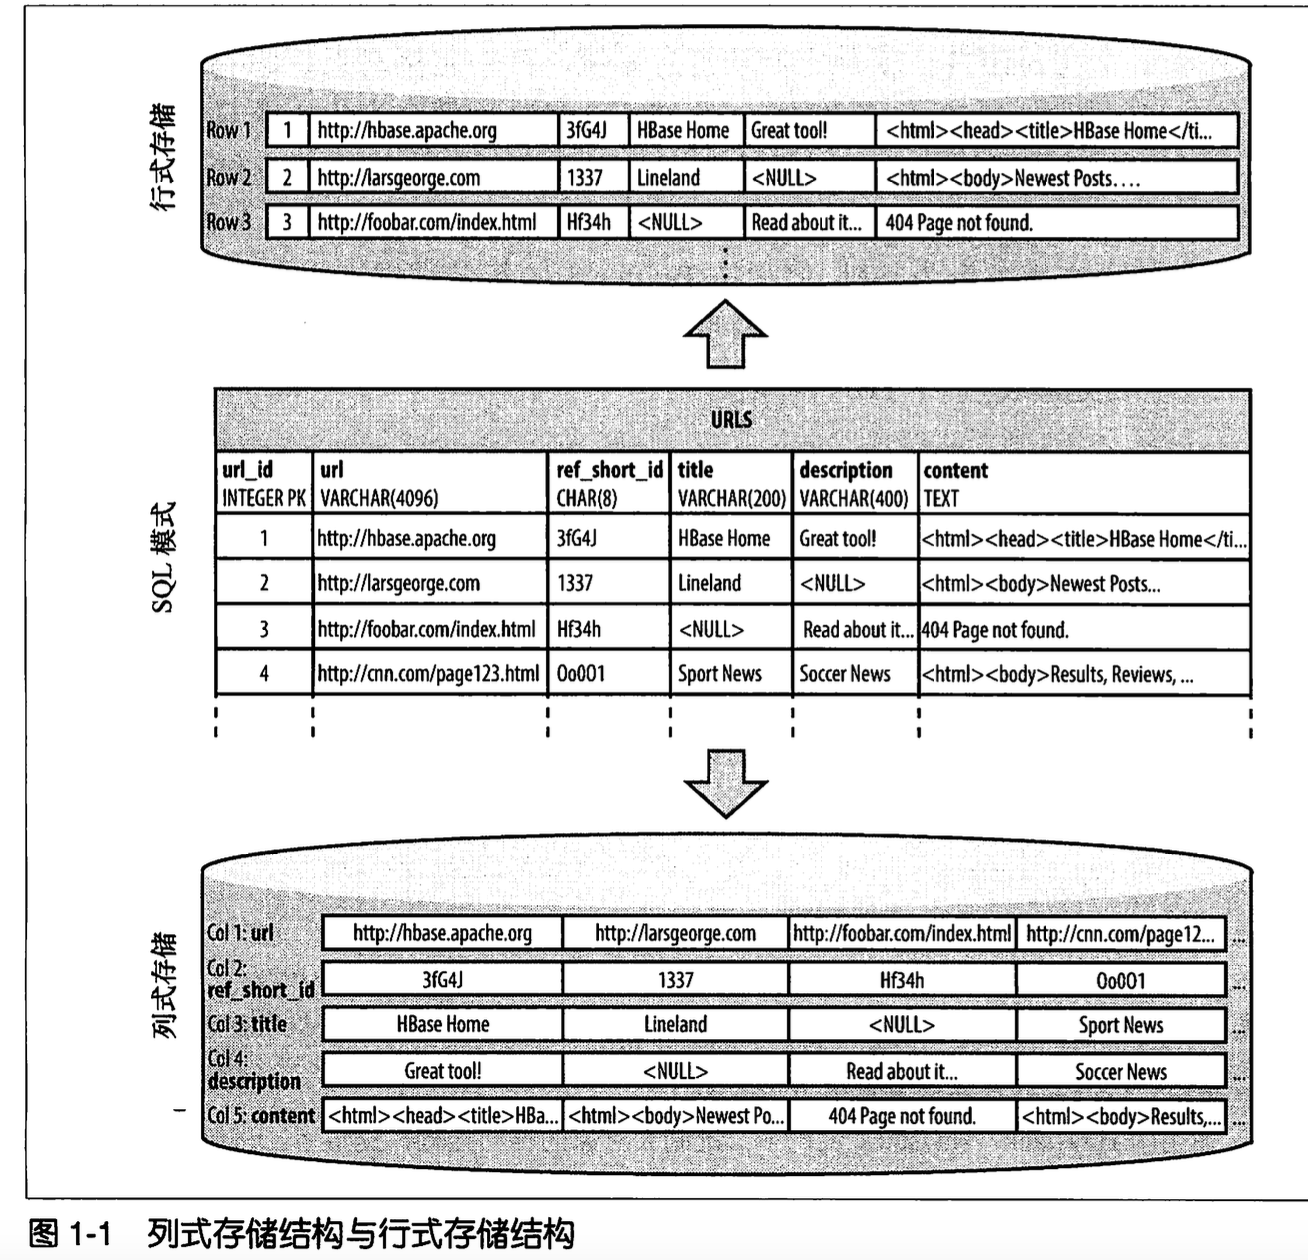 行式存储
Row 1 1 http://hbase.apache.org 3fG4J HBase Home Great tool! <html><head><title>HBase Home</ti...
Row 2 2 http://larsgeorge.com 1337 Lineland <NULL> <html><body>Newest Posts....
Row 3 3 http://foobar.com/index.html Hf34h <NULL> Read about it... 404 Page not found.
SQL 模式
URLS
url_id url ref_short_id title description content
INTEGER PK VARCHAR(4096) CHAR(8) VARCHAR(200) VARCHAR(400) TEXT
1 http://hbase.apache.org 3fG4J HBase Home Great tool! <html><head><title>HBase Home</ti...
2 http://larsgeorge.com 1337 Lineland <NULL> <html><body>Newest Posts...
3 http://foobar.com/index.html Hf34h <NULL> Read about it... 404 Page not found.
4 http://cnn.com/page123.html Oo001 Sport News Soccer News <html><body>Results, Reviews, ...
列式存储
Col 1: url http://hbase.apache.org http://larsgeorge.com http://foobar.com/index.html http://cnn.com/page12... ...
Col 2:
ref_short_id 3fG4J 1337 Hf34h Oo001 ...
Col 3: title HBase Home Lineland <NULL> Sport News ...
Col 4:
description Great tool! <NULL> Read about it... Soccer News ...
Col 5: content <html><head><title>HBa... <html><body>Newest Po... 404 Page not found. <html><body>Results,... ...
图 1-1 列式存储结构与行式存储结构